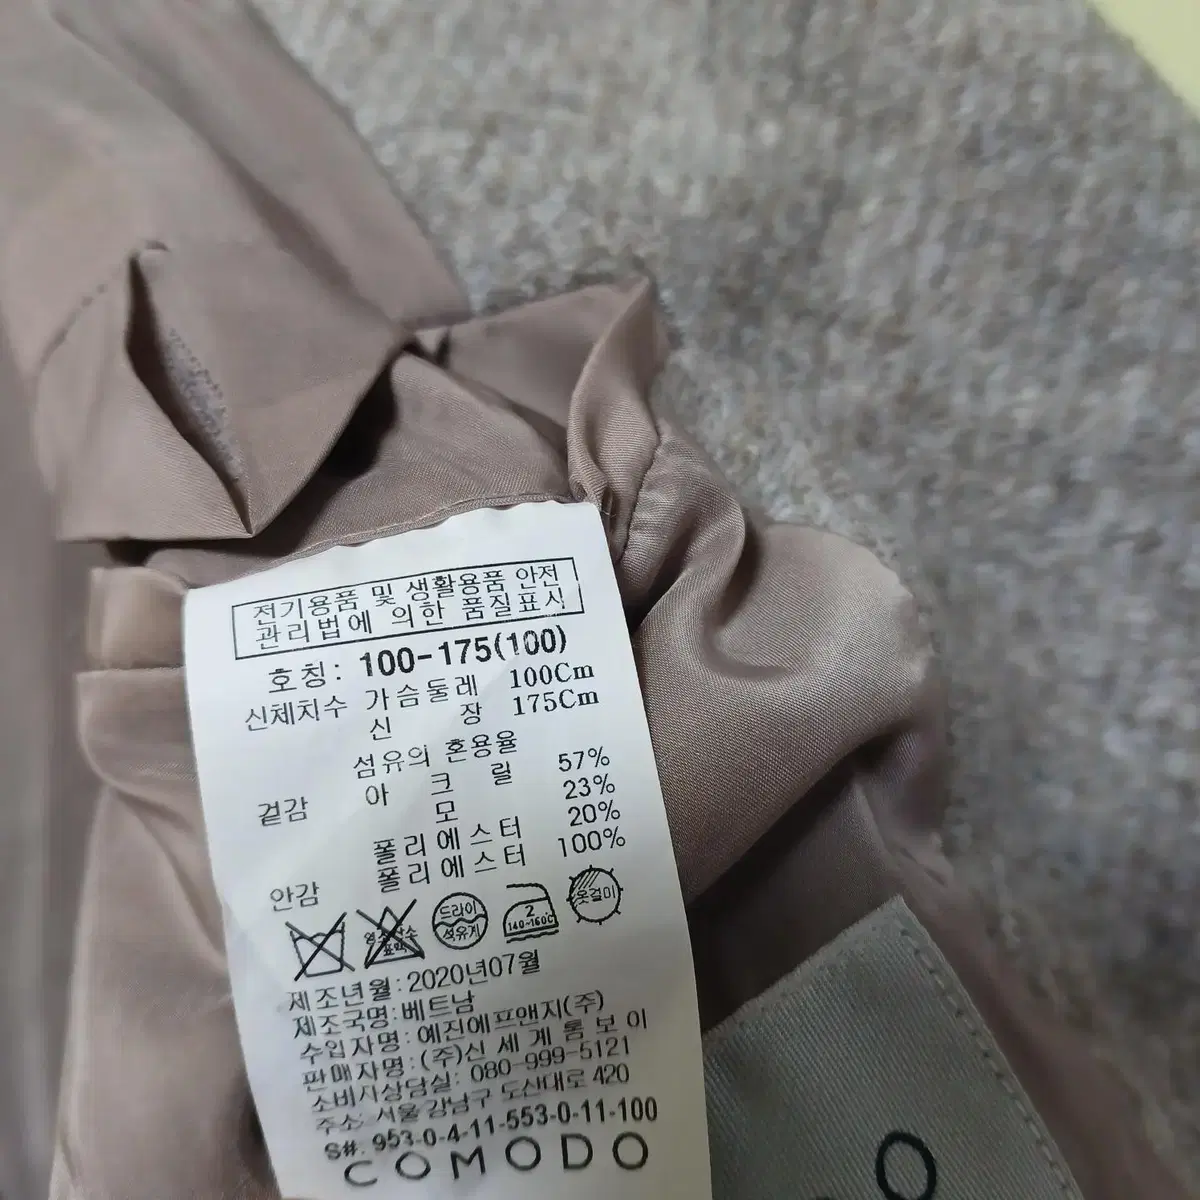 전기용품 및 생활용품 안전
관리법에 의한 품질표시
호칭: 100-175(100)
신체치수 가슴둘레 100Cm
신 장 175Cm
섬유의 혼용율
겉감 아 크 릴 57%
모 23%
폴리에스터 20%
안감 폴리에스터 100%
드라이
석유계
2
140~160℃
옷걸이
제조년월:2020년07월
제조국명:베트남
수입자명:예진에프앤지(주)
판매자명:(주)신세계톰보이
소비자상담실: 080-999-5121
주소: 서울 강남구 도산대로 420
S#. 953-0-4-11-553-0-11-100
COMODO
O